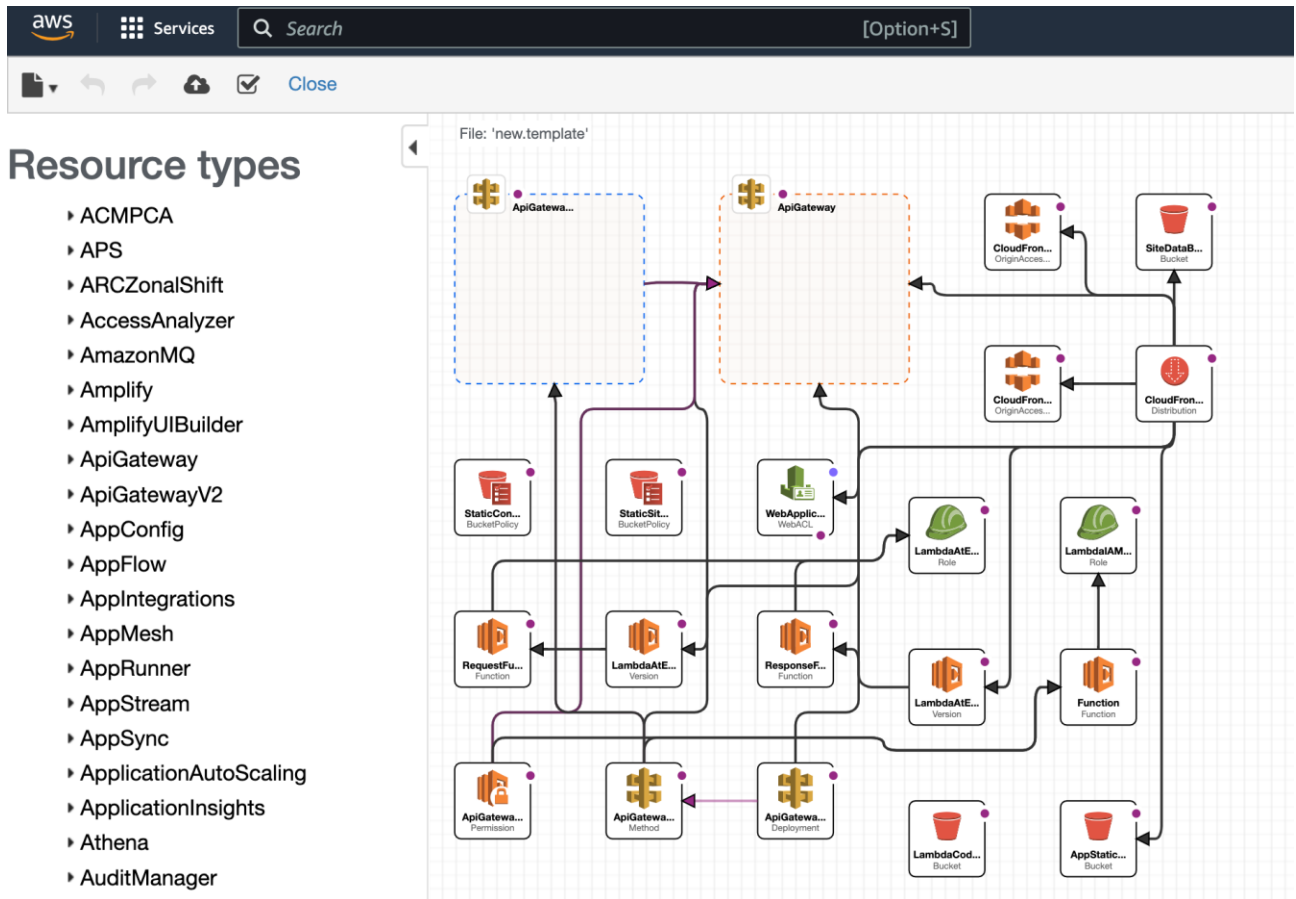 aws
Services
Search
[Option+S]
Close
Resource types
ACMPCA
APS
ARCZonalShift
AccessAnalyzer
AmazonMQ
Amplify
AmplifyUIBuilder
ApiGateway
ApiGatewayV2
AppConfig
AppFlow
AppIntegrations
AppMesh
AppRunner
AppStream
AppSync
ApplicationAutoScaling
ApplicationInsights
Athena
AuditManager
File: 'new.template'
ApiGatewa...
ApiGateway
CloudFron...
OriginAcces...
SiteDataB...
Bucket
CloudFron...
OriginAcces...
CloudFron...
Distribution
StaticCon...
BucketPolicy
StaticSit...
BucketPolicy
WebApplic...
WebACL
LambdaAtE...
Role
LambdaIAM...
Role
RequestFu...
Function
LambdaAtE...
Version
ResponseF...
Function
LambdaAtE...
Version
Function
Function
ApiGatewa...
Permission
ApiGatewa...
Method
ApiGatewa...
Deployment
LambdaCod...
Bucket
AppStatic...
Bucket